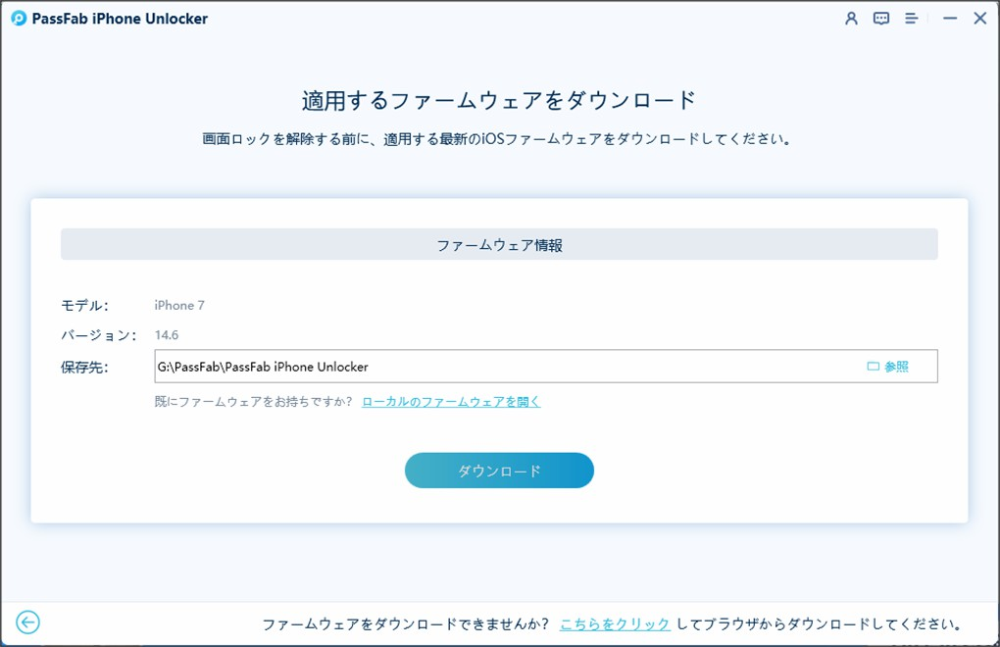 PassFab iPhone Unlocker
適用するファームウェアをダウンロード
画面ロックを解除する前に、適用する最新のiOSファームウェアをダウンロードしてください。
ファームウェア情報
モデル： iPhone 7
バージョン： 14.6
保存先： G:\PassFab\PassFab iPhone Unlocker 参照
既にファームウェアをお持ちですか？ ローカルのファームウェアを開く
ダウンロード
ファームウェアをダウンロードできませんか？ こちらをクリック してブラウザからダウンロードしてください。